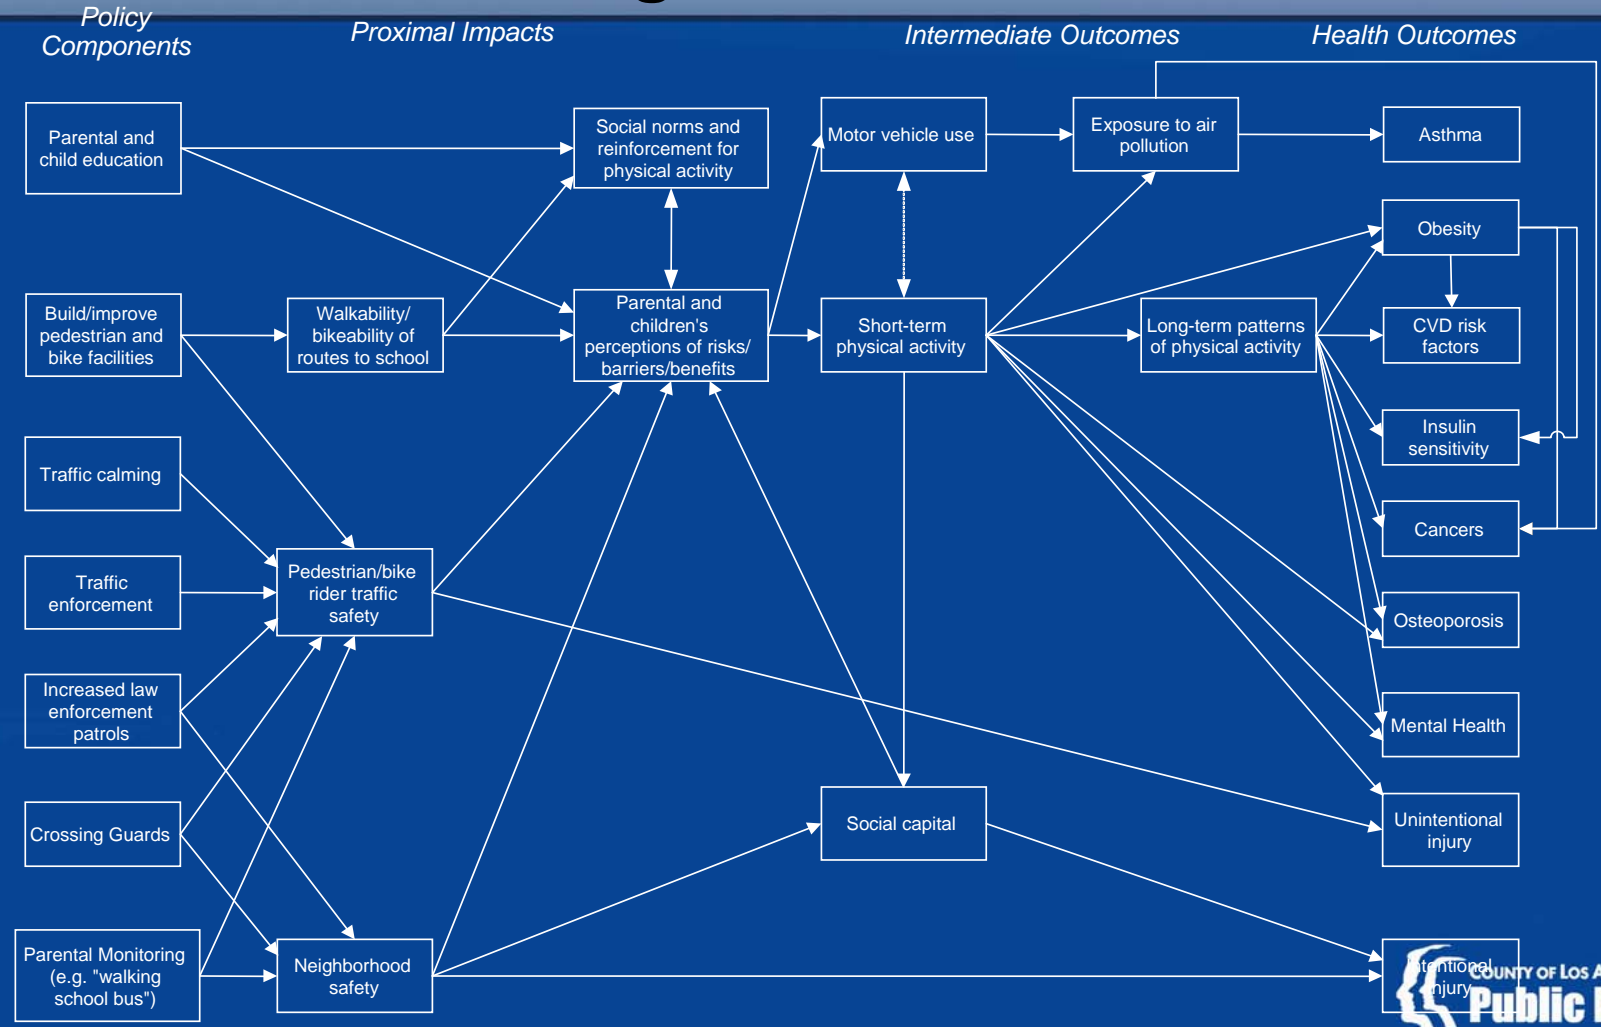 Policy
Components
Proximal Impacts
Intermediate Outcomes
Health Outcomes
Parental and
child education
Social norms and
reinforcement for
physical activity
Motor vehicle use
Exposure to air
pollution
Asthma
Obesity
Build/improve
pedestrian and
bike facilities
Walkability/
bikeability of
routes to school
Parental and
children's
perceptions of risks/
barriers/benefits
Short-term
physical activity
Long-term patterns
of physical activity
CVD risk
factors
Insulin
sensitivity
Traffic calming
Cancers
Traffic
enforcement
Pedestrian/bike
rider traffic
safety
Osteoporosis
Increased law
enforcement
patrols
Mental Health
Crossing Guards
Social capital
Unintentional
injury
Parental Monitoring
(e.g. "walking
school bus")
Neighborhood
safety
Intentional
injury
COUNTY OF LOS A
Public